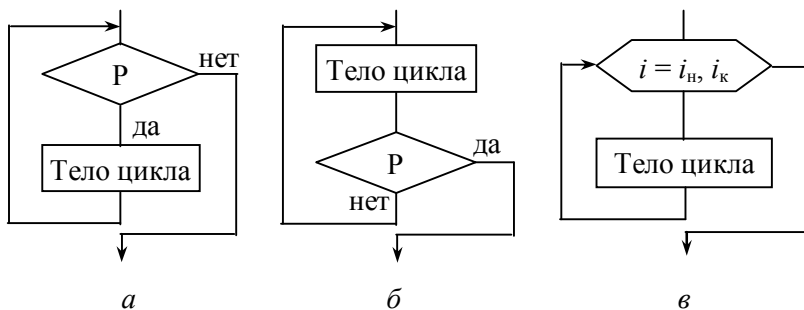 P
нет
да
Тело цикла
а
Тело цикла
P
да
нет
б
i = iн, iк
Тело цикла
в